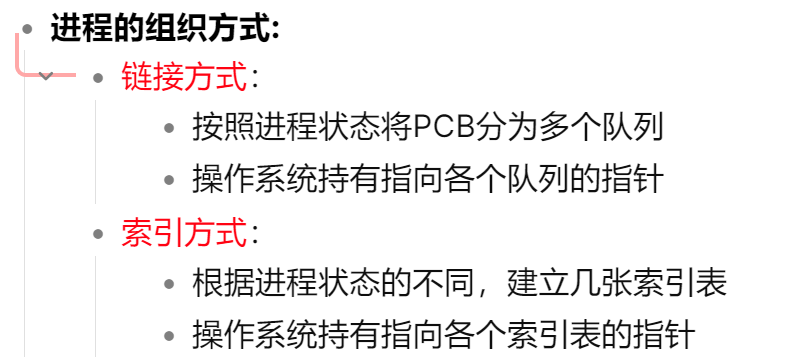 进程的组织方式:
链接方式：
按照进程状态将PCB分为多个队列
操作系统持有指向各个队列的指针
索引方式：
根据进程状态的不同，建立几张索引表
操作系统持有指向各个索引表的指针